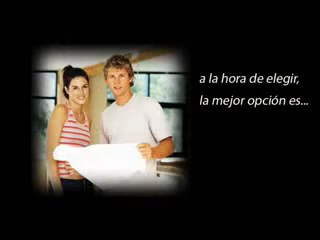 a la hora de elegir,
la mejor opción es...